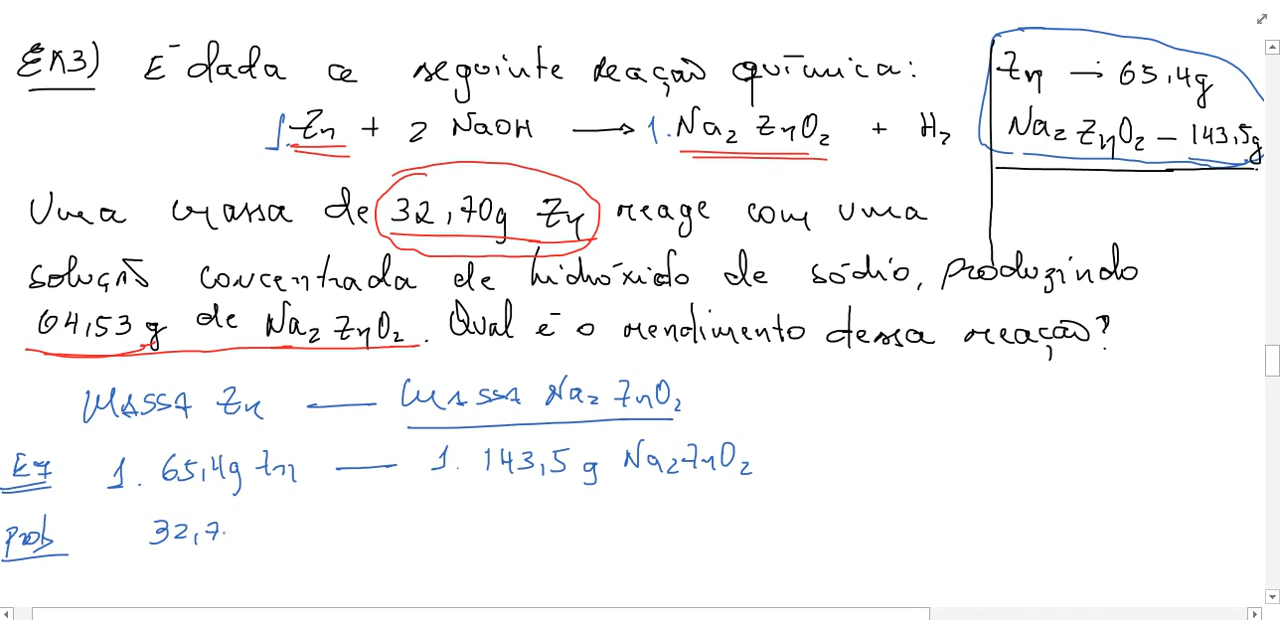 Ex3) É dada a seguinte reação química:
1. Zn + 2 NaOH → 1. Na2 ZnO2 + H2
Zn — 65,4g
Na2 ZnO2 — 143,5g
Uma massa de 32,70g Zn reage com uma
solução concentrada de hidróxido de sódio, produzindo
64,53 g de Na2 ZnO2. Qual é o rendimento dessa reação?
MASSA Zn — MASSA Na2 ZnO2
Eq 1. 65,4g Zn — 1. 143,5 g Na2ZnO2
Prob 32,7